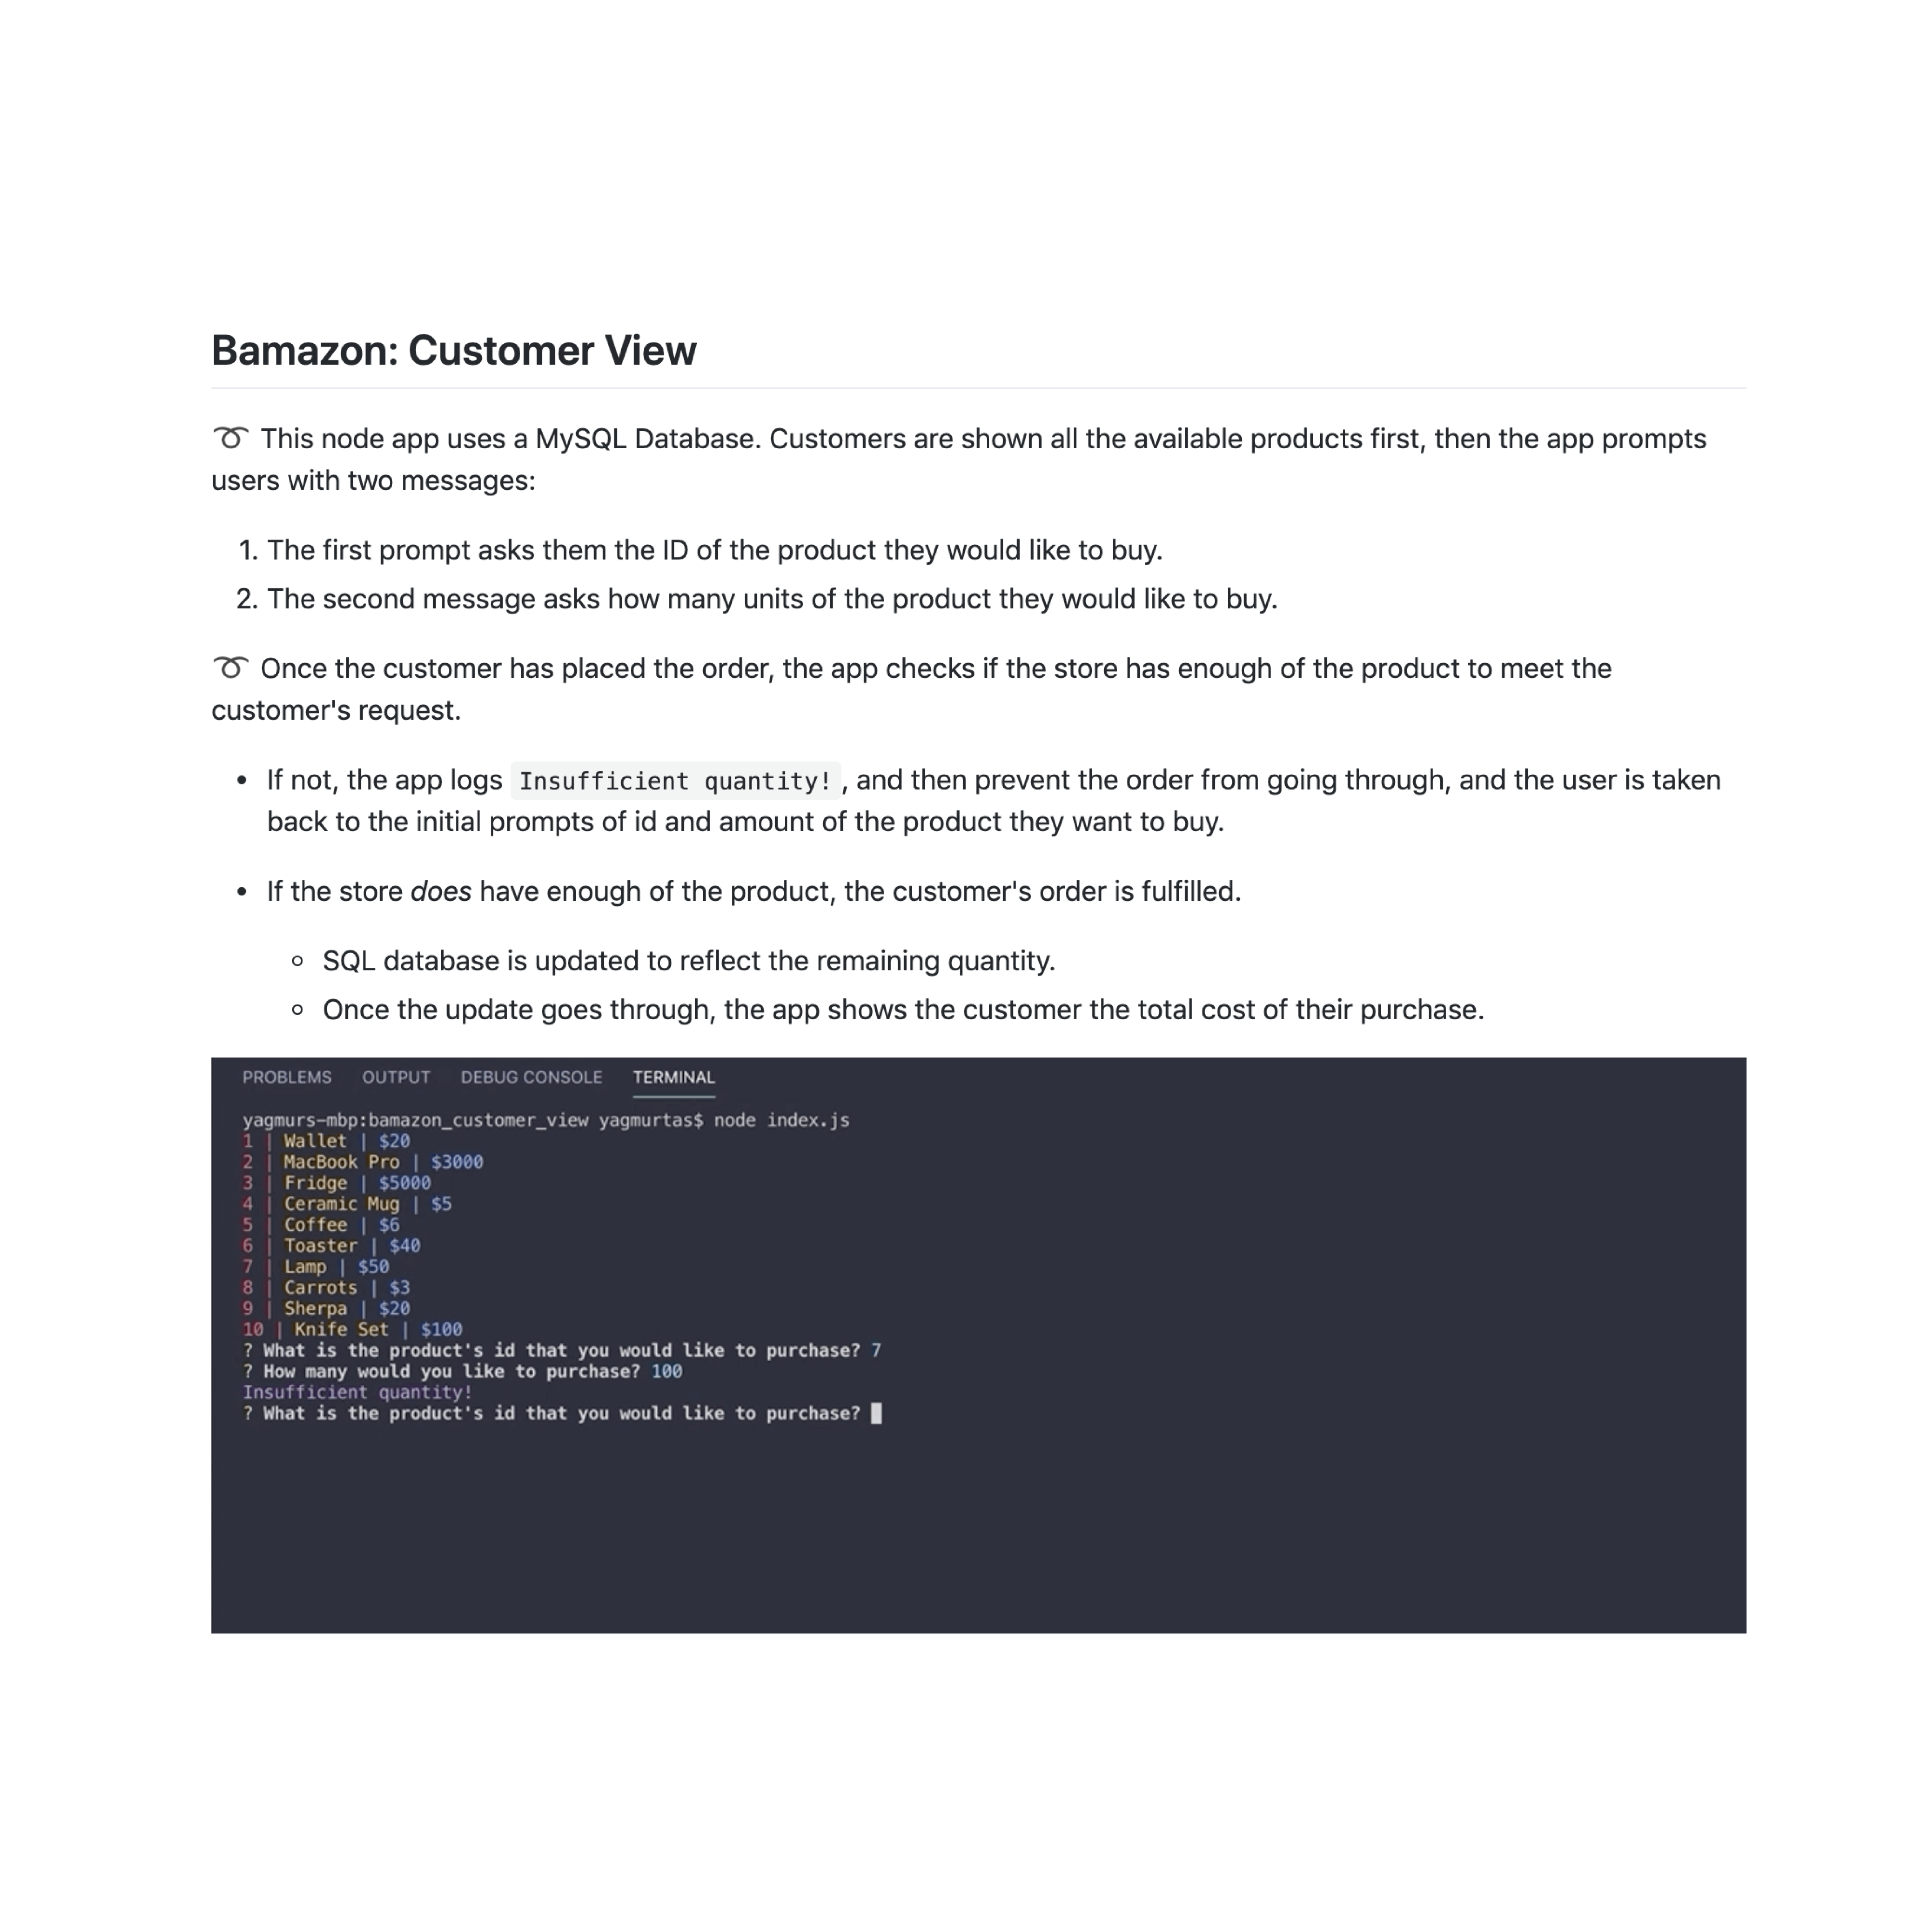 Bamazon: Customer View
➰ This node app uses a MySQL Database. Customers are shown all the available products first, then the app prompts
users with two messages:
1. The first prompt asks them the ID of the product they would like to buy.
2. The second message asks how many units of the product they would like to buy.
➰ Once the customer has placed the order, the app checks if the store has enough of the product to meet the
customer's request.
• If not, the app logs Insufficient quantity!, and then prevent the order from going through, and the user is taken
back to the initial prompts of id and amount of the product they want to buy.
• If the store does have enough of the product, the customer's order is fulfilled.
◦ SQL database is updated to reflect the remaining quantity.
◦ Once the update goes through, the app shows the customer the total cost of their purchase.
PROBLEMS OUTPUT DEBUG CONSOLE TERMINAL
yagmurs-mbp:bamazon_customer_view yagmurtas$ node index.js
1 | Wallet | $20
2 | MacBook Pro | $3000
3 | Fridge | $5000
4 | Ceramic Mug | $5
5 | Coffee | $6
6 | Toaster | $40
7 | Lamp | $50
8 | Carrots | $3
9 | Sherpa | $20
10 | Knife Set | $100
? What is the product's id that you would like to purchase? 7
? How many would you like to purchase? 100
Insufficient quantity!
? What is the product's id that you would like to purchase?